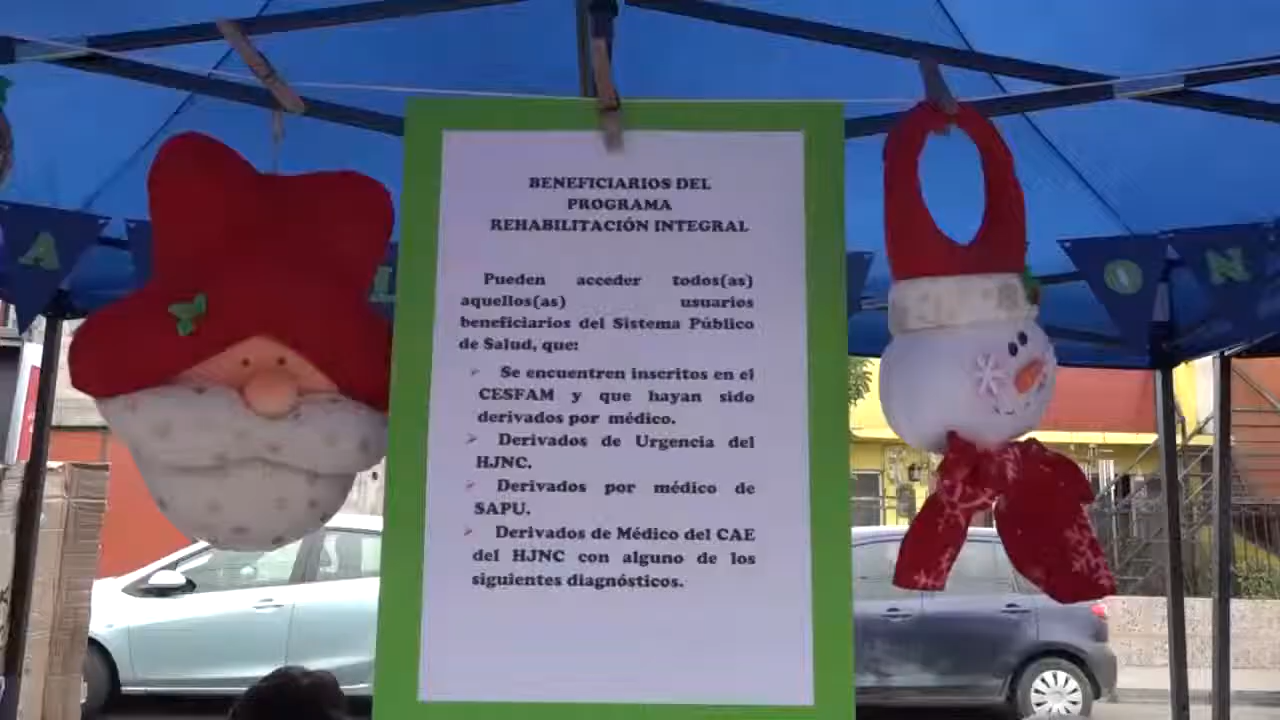 BENEFICIARIOS DEL
PROGRAMA
REHABILITACIÓN INTEGRAL
Pueden acceder todos(as)
aquellos(as) usuarios
beneficiarios del Sistema Público
de Salud, que:
Se encuentren inscritos en el
CESFAM y que hayan sido
derivados por médico.
Derivados de Urgencia del
HJNC.
Derivados por médico de
SAPU.
Derivados de Médico del CAE
del HJNC con alguno de los
siguientes diagnósticos.
A
I
O
N